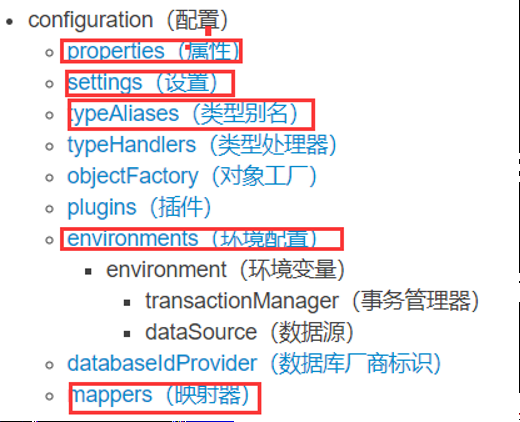 configuration（配置）
properties（属性）
settings（设置）
typeAliases（类型别名）
typeHandlers（类型处理器）
objectFactory（对象工厂）
plugins（插件）
environments（环境配置）
environment（环境变量）
transactionManager（事务管理器）
dataSource（数据源）
databaseIdProvider（数据库厂商标识）
mappers（映射器）